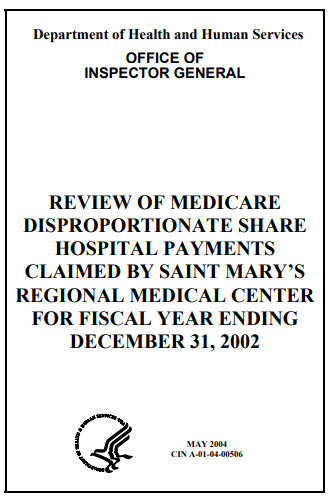 Department of Health and Human Services
OFFICE OF
INSPECTOR GENERAL
REVIEW OF MEDICARE
DISPROPORTIONATE SHARE
HOSPITAL PAYMENTS
CLAIMED BY SAINT MARY'S
REGIONAL MEDICAL CENTER
FOR FISCAL YEAR ENDING
DECEMBER 31, 2002
MAY 2004
CIN A-01-04-00506